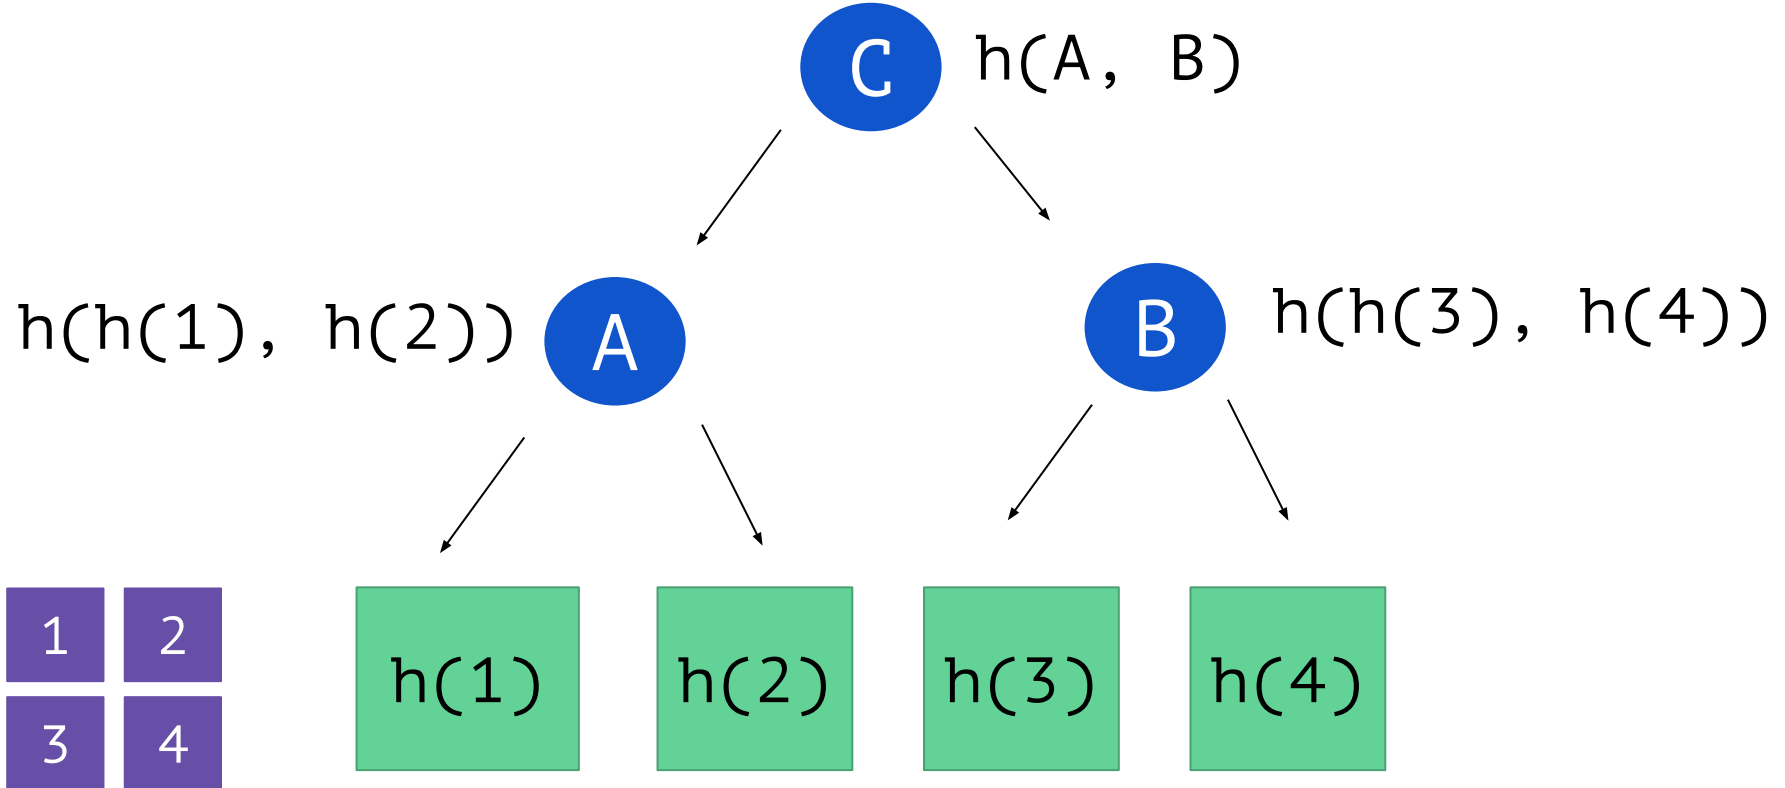 C h(A, B)
h(h(1), h(2)) A B h(h(3), h(4))
1 2
h(1) h(2) h(3) h(4)
3 4